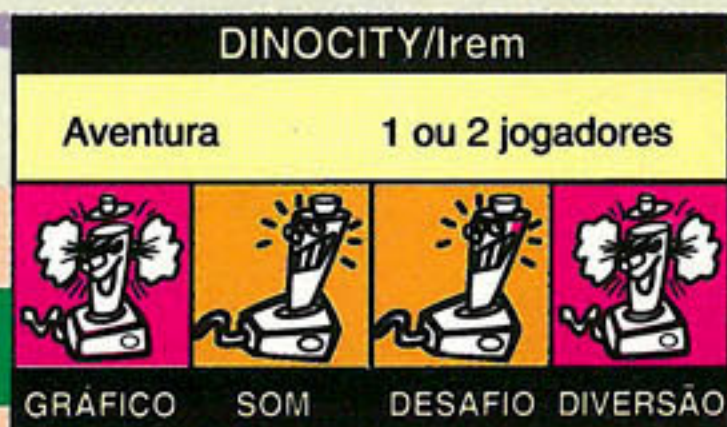 DINOCITY/Irem
Aventura 1 ou 2 jogadores
GRÁFICO SOM DESAFIO DIVERSÃO